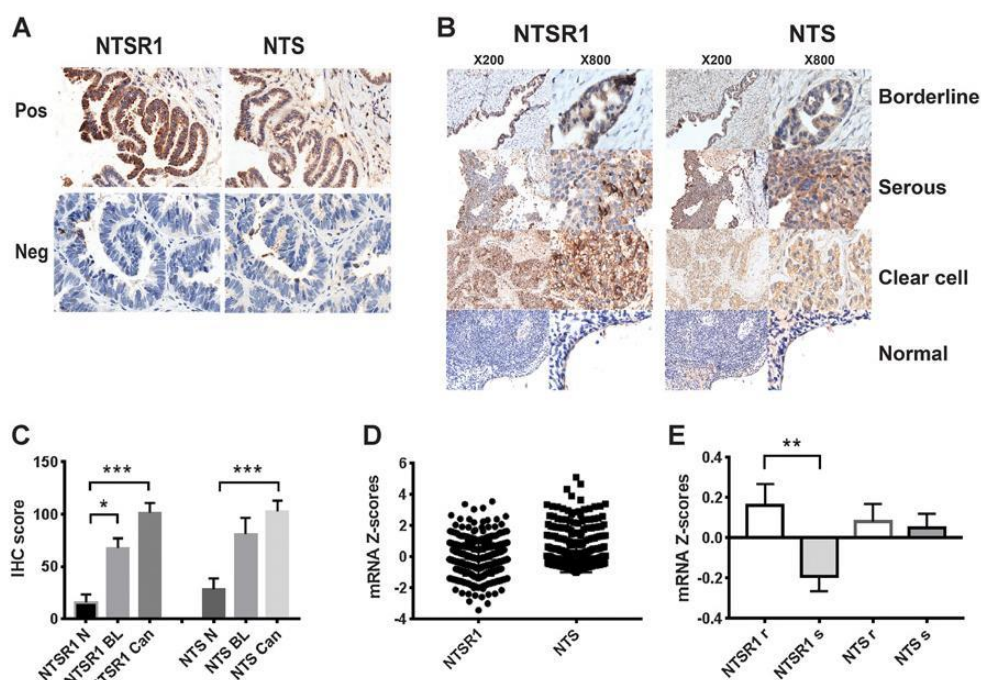 A
NTSR1 NTS
Pos
Neg
B
NTSR1 NTS
X200 X800 X200 X800
Borderline
Serous
Clear cell
Normal
C
IHC score
150
100
50
0
***
*
***
NTSR1 N
NTSR1 BL
NTSR1 Can
NTS N
NTS BL
NTS Can
D
mRNA Z-scores
6
4
2
0
-2
-4
NTSR1
NTS
E
mRNA Z-scores
0.4
0.2
0.0
-0.2
-0.4
**
NTSR1 r
NTSR1 s
NTS r
NTS s